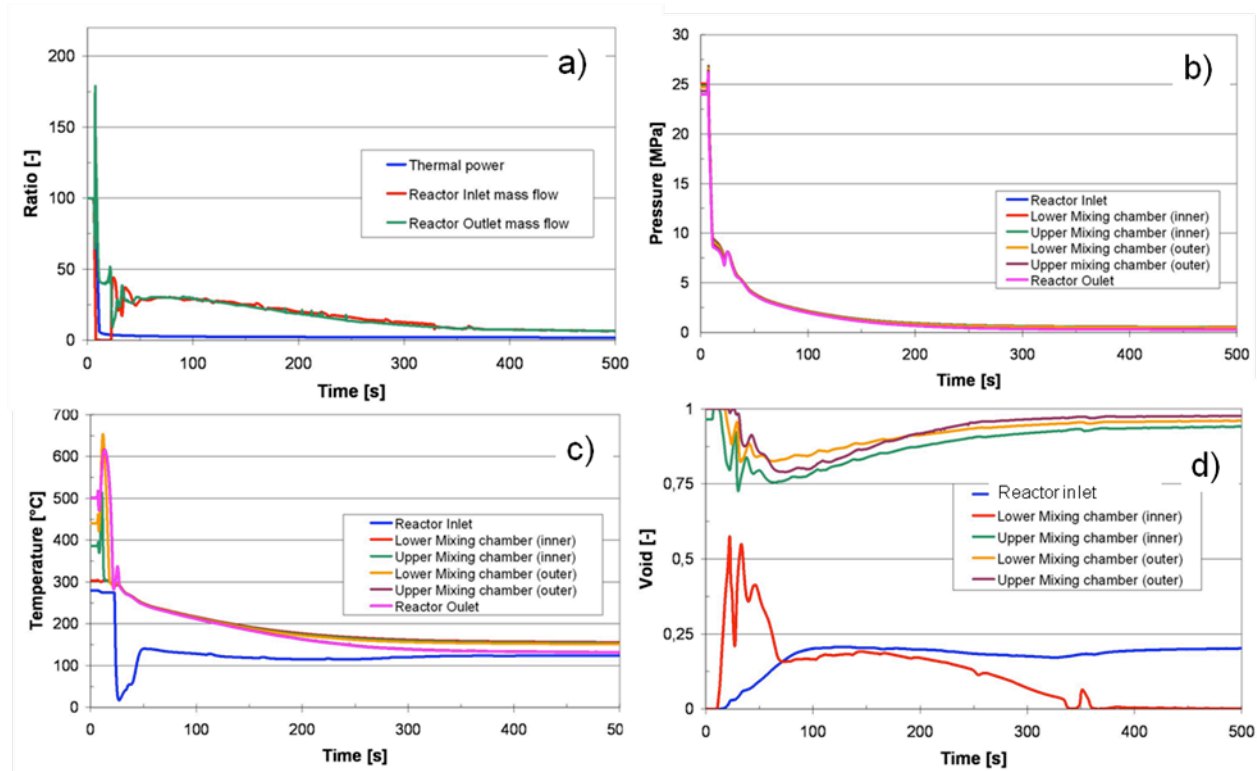 a)
Ratio [-]
200
150
100
50
0
Thermal power
Reactor Inlet mass flow
Reactor Outlet mass flow
0 100 200 300 400 500
Time [s]
b)
Pressure [MPa]
30
25
20
15
10
5
0
Reactor Inlet
Lower Mixing chamber (inner)
Upper Mixing chamber (inner)
Lower Mixing chamber (outer)
Upper mixing chamber (outer)
Reactor Oulet
0 100 200 300 400 500
Time [s]
c)
Temperature [°C]
700
600
500
400
300
200
100
0
Reactor Inlet
Lower Mixing chamber (inner)
Upper Mixing chamber (inner)
Lower Mixing chamber (outer)
Upper Mixing chamber (outer)
Reactor Oulet
0 100 200 300 400 500
Time [s]
d)
Void [-]
1
0,75
0,5
0,25
0
Reactor inlet
Lower Mixing chamber (inner)
Upper Mixing chamber (inner)
Lower Mixing chamber (outer)
Upper Mixing chamber (outer)
0 100 200 300 400 500
Time [s]